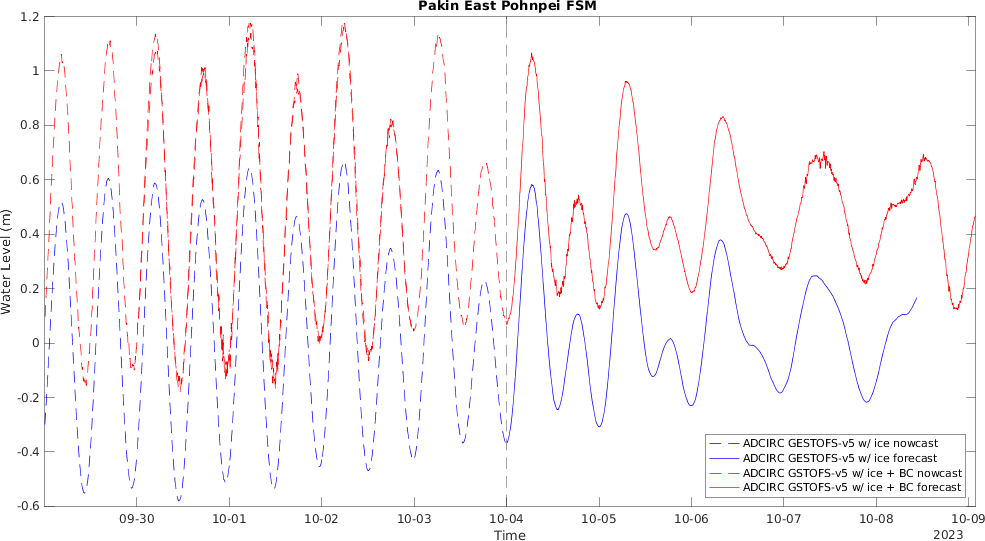 Pakin East Pohnpei FSM
1.2
1
0.8
0.6
0.4
0.2
0
-0.2
-0.4
-0.6
Water Level (m)
ADCIRC GESTOFS-v5 w/ ice nowcast
ADCIRC GESTOFS-v5 w/ ice forecast
ADCIRC GSTOFS-v5 w/ ice + BC nowcast
ADCIRC GSTOFS-v5 w/ ice + BC forecast
09-30 10-01 10-02 10-03 10-04 10-05 10-06 10-07 10-08 10-09
Time 2023